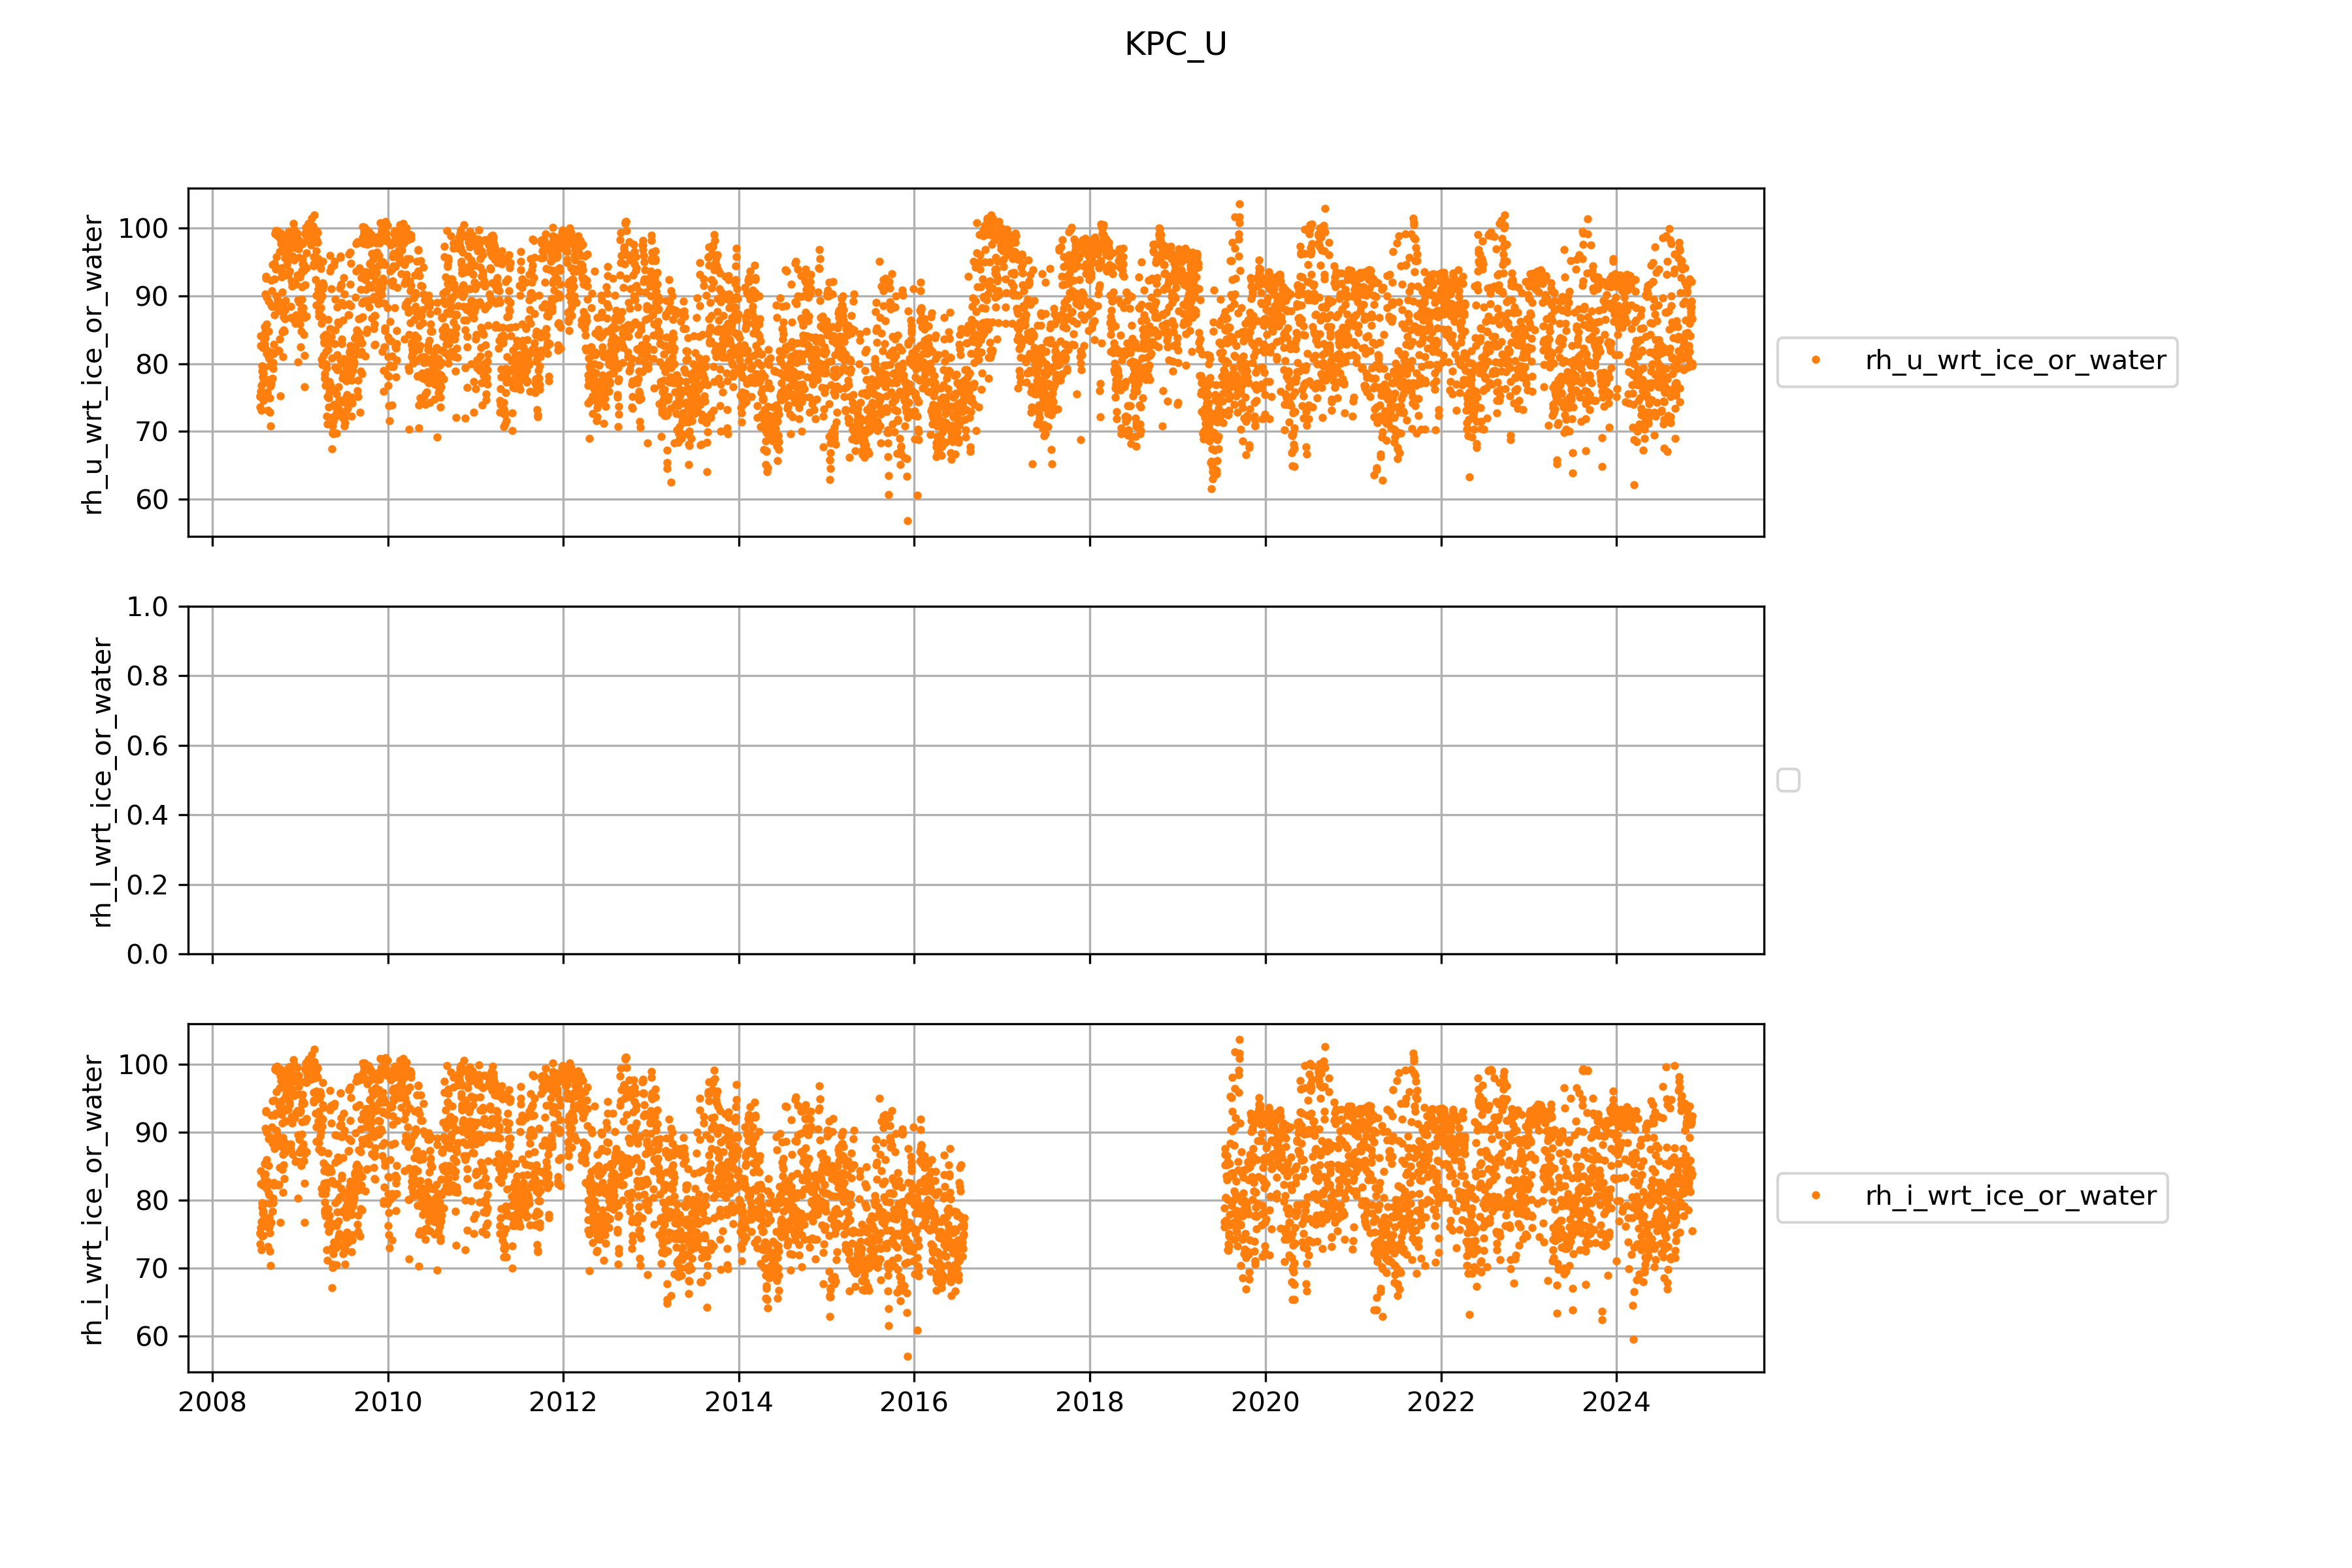 KPC_U
rh_u_wrt_ice_or_water
100
90
80
70
60
rh_u_wrt_ice_or_water
rh_l_wrt_ice_or_water
1.0
0.8
0.6
0.4
0.2
0.0
rh_i_wrt_ice_or_water
100
90
80
70
60
rh_i_wrt_ice_or_water
2008 2010 2012 2014 2016 2018 2020 2022 2024